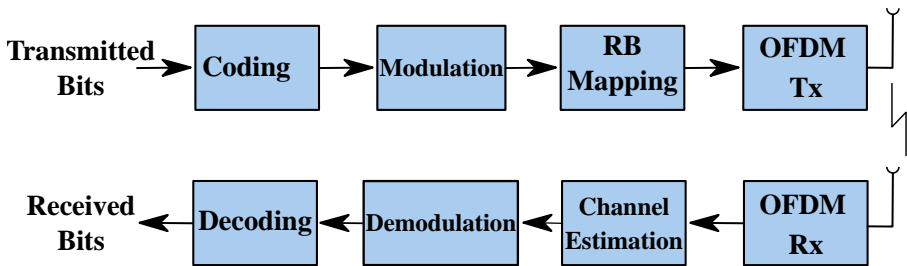 Transmitted
Bits
Coding
Modulation
RB
Mapping
OFDM
Tx
Received
Bits
Decoding
Demodulation
Channel
Estimation
OFDM
Rx